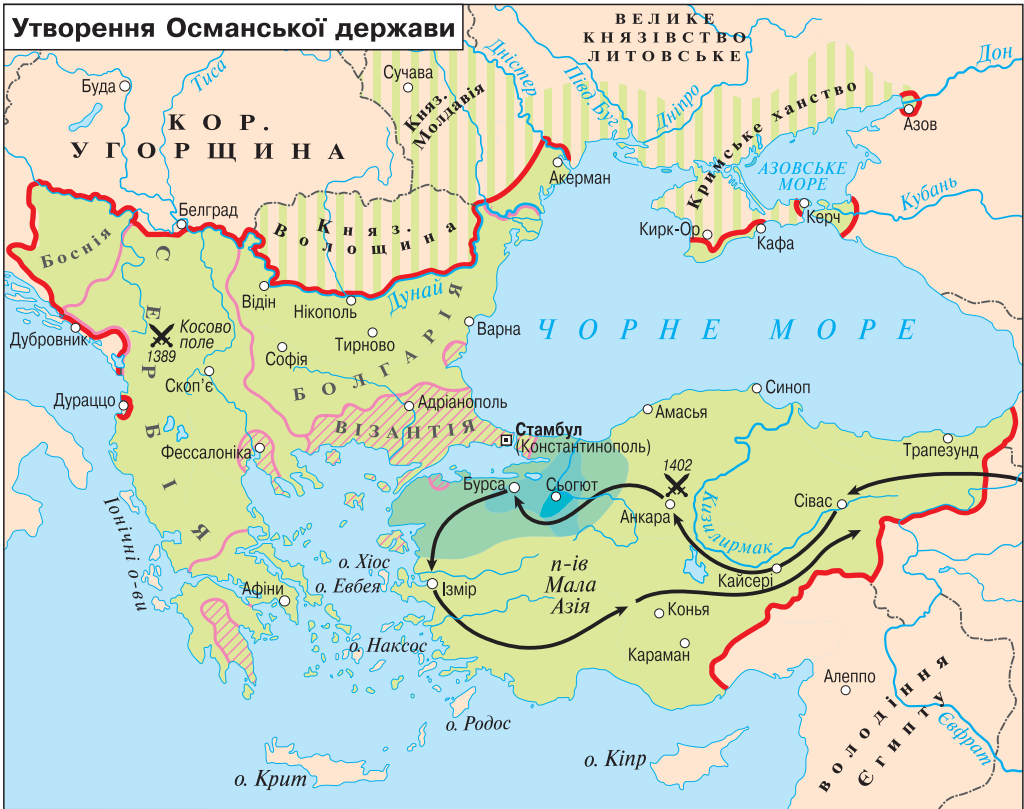 Утворення Османської держави
ВЕЛИКЕ
КНЯЗІВСТВО
ЛИТОВСЬКЕ
Буда
Тиса
Сучава
Княз.
Молдавія
Дністер
Півд. Буг
Дніпро
Дон
Азов
КОР.
УГОРЩИНА
Кримське ханство
АЗОВСЬКЕ
МОРЕ
Кубань
Акерман
Кирк-Ор
Керч
Кафа
Белград
Княз.
Волощина
Боснія
СЕРБІЯ
Відін
Нікополь
Дунай
Дубровник
Косово
поле
1389
Софія
Тирново
Варна
ЧОРНЕ МОРЕ
БОЛГАРІЯ
Скоп'є
Дураццо
Адріанополь
ВІЗАНТІЯ
Стамбул
(Константинополь)
Синоп
Амасья
Трапезунд
Фессалоніка
Бурса
Сьогют
1402
Анкара
Кизилирмак
Сівас
Іонічні о-ви
о. Хіос
о. Евбея
Афіни
Ізмір
п-ів
Мала
Азія
Кайсері
Конья
о. Наксос
Караман
Алеппо
ВОЛОДІННЯ
ЄГИПТУ
Євфрат
о. Родос
о. Крит
о. Кіпр